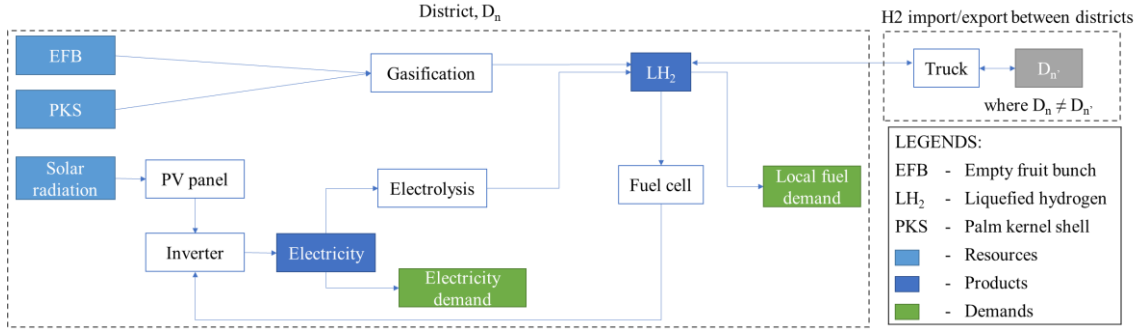 District, Dₙ
H2 import/export between districts
EFB
Gasification
LH₂
Truck
Dₙ'
where Dₙ ≠ Dₙ'
PKS
Solar
radiation
PV panel
Electrolysis
Fuel cell
Local fuel
demand
Inverter
Electricity
Electricity
demand
LEGENDS:
EFB - Empty fruit bunch
LH₂ - Liquefied hydrogen
PKS - Palm kernel shell
- Resources
- Products
- Demands